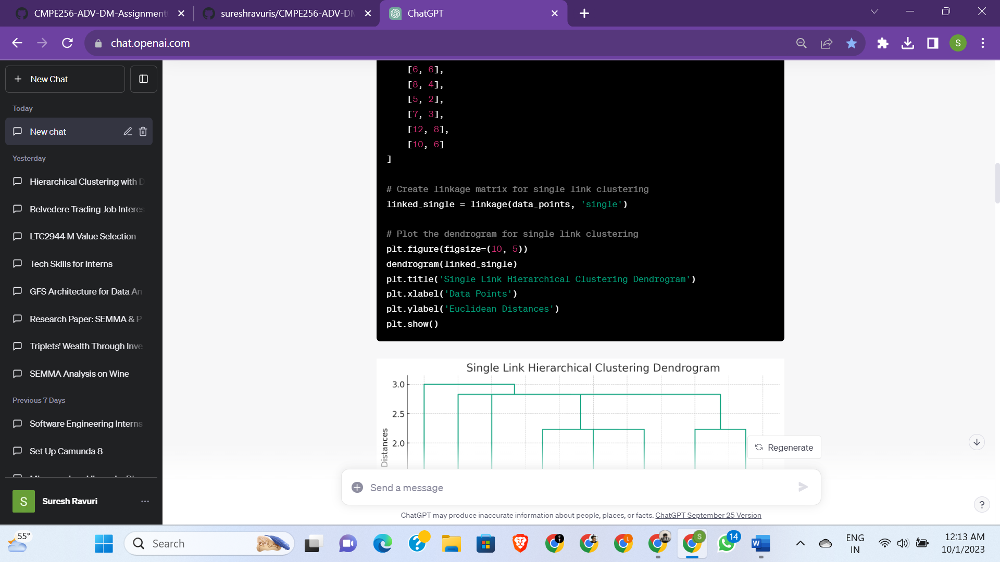 CMPE256-ADV-DM-Assignment
sureshravuris/CMPE256-ADV-DM
ChatGPT
chat.openai.com
S
New Chat
Today
New chat
Yesterday
Hierarchical Clustering with D
Belvedere Trading Job Interes
LTC2944 M Value Selection
Tech Skills for Interns
GFS Architecture for Data An
Research Paper: SEMMA & P
Triplets' Wealth Through Inve
SEMMA Analysis on Wine
Previous 7 Days
Software Engineering Interns
Set Up Camunda 8
S
Suresh Ravuri
[6, 6],
[8, 4],
[5, 2],
[7, 3],
[12, 8],
[10, 6]
]
# Create linkage matrix for single link clustering
linked_single = linkage(data_points, 'single')
# Plot the dendrogram for single link clustering
plt.figure(figsize=(10, 5))
dendrogram(linked_single)
plt.title('Single Link Hierarchical Clustering Dendrogram')
plt.xlabel('Data Points')
plt.ylabel('Euclidean Distances')
plt.show()
Single Link Hierarchical Clustering Dendrogram
3.0
2.5
2.0
Distances
Regenerate
Send a message
?
ChatGPT may produce inaccurate information about people, places, or facts. ChatGPT September 25 Version
55°
Search
L
S
14
W
ENG
IN
12:13 AM
10/1/2023